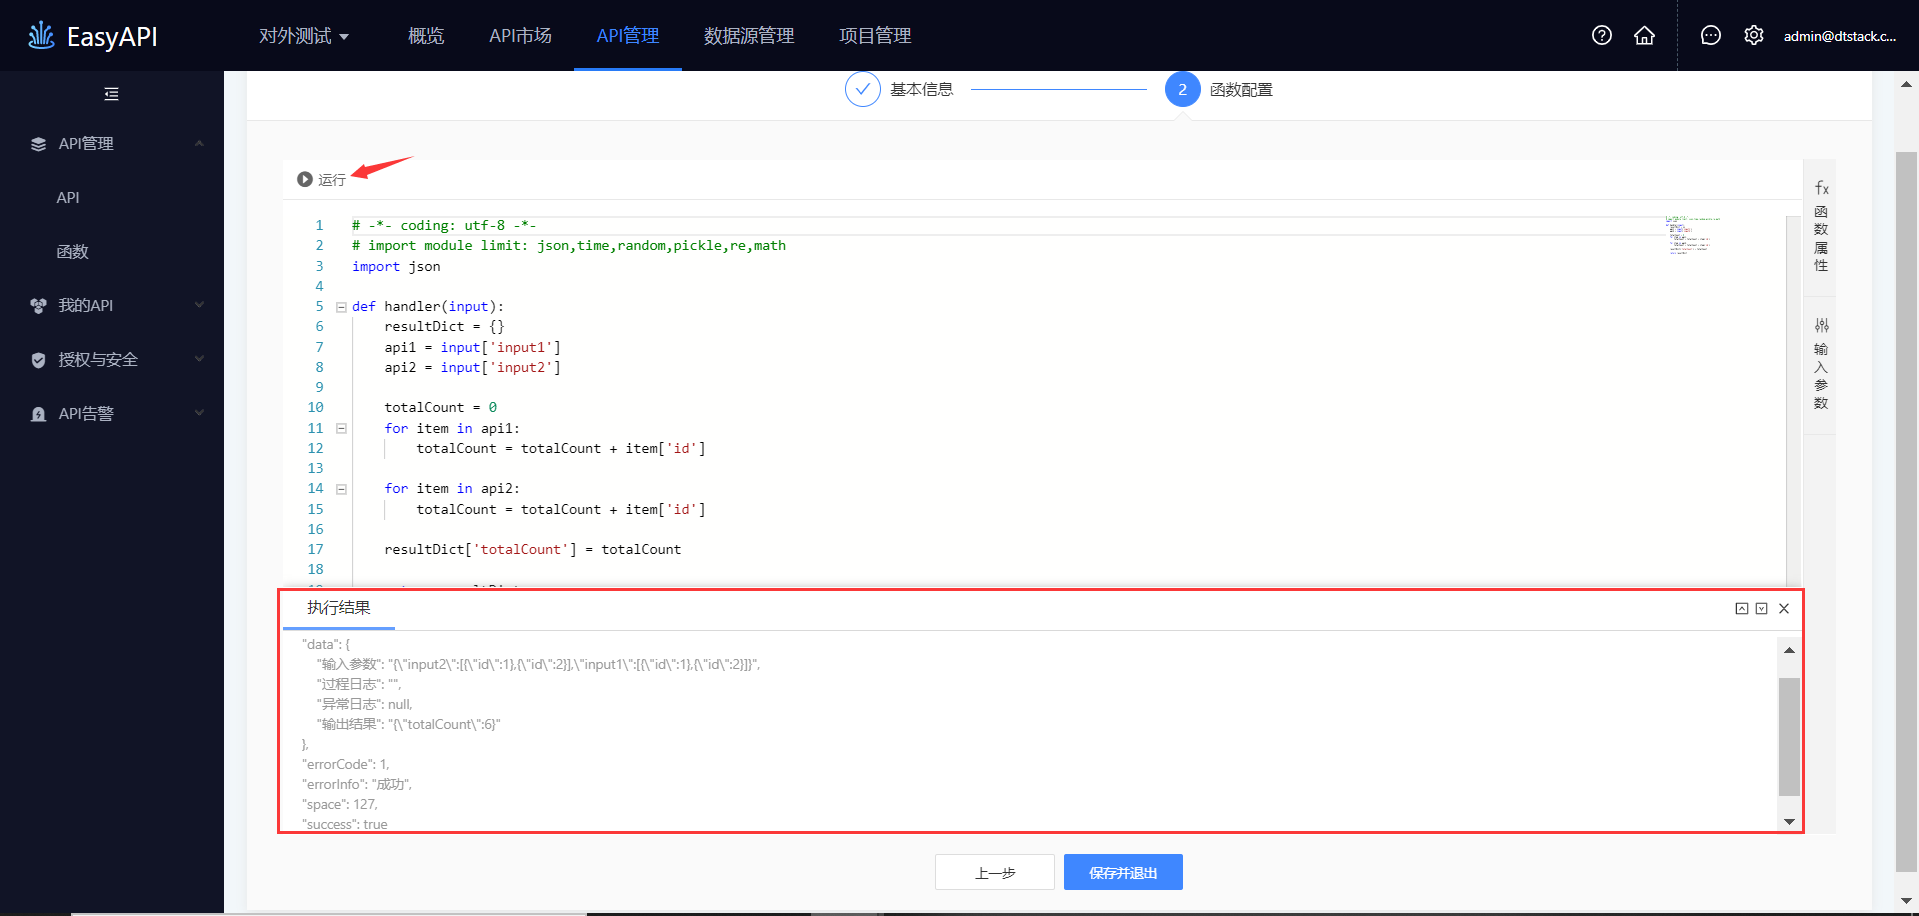 EasyAPI
对外测试
概览
API市场
API管理
数据源管理
项目管理
admin@dtstack.c...
API管理
API
函数
我的API
授权与安全
API告警
基本信息
2 函数配置
运行
1 # -*- coding: utf-8 -*-
2 # import module limit: json,time,random,pickle,re,math
3 import json
4
5 def handler(input):
6 resultDict = {}
7 api1 = input['input1']
8 api2 = input['input2']
9
10 totalCount = 0
11 for item in api1:
12 totalCount = totalCount + item['id']
13
14 for item in api2:
15 totalCount = totalCount + item['id']
16
17 resultDict['totalCount'] = totalCount
18
fx
函数属性
输入参数
执行结果
"data": {
"输入参数": "{\"input2\":[{\"id\":1},{\"id\":2}],\"input1\":[{\"id\":1},{\"id\":2}]}",
"过程日志": "",
"异常日志": null,
"输出结果": "{\"totalCount\":6}"
},
"errorCode": 1,
"errorInfo": "成功",
"space": 127,
"success": true
上一步
保存并退出